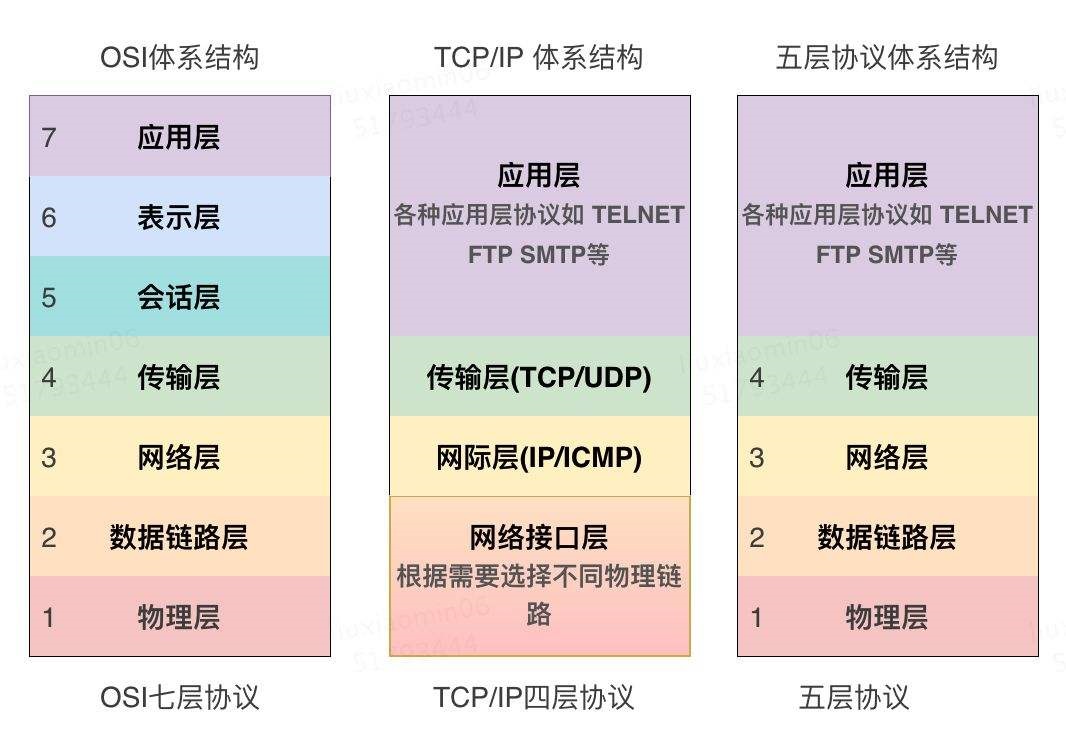 OSI体系结构
7 应用层
6 表示层
5 会话层
4 传输层
3 网络层
2 数据链路层
1 物理层
OSI七层协议
TCP/IP 体系结构
应用层
各种应用层协议如 TELNET
FTP SMTP等
传输层(TCP/UDP)
网际层(IP/ICMP)
网络接口层
根据需要选择不同物理链
路
TCP/IP四层协议
五层协议体系结构
应用层
各种应用层协议如 TELNET
FTP SMTP等
4 传输层
3 网络层
2 数据链路层
1 物理层
五层协议